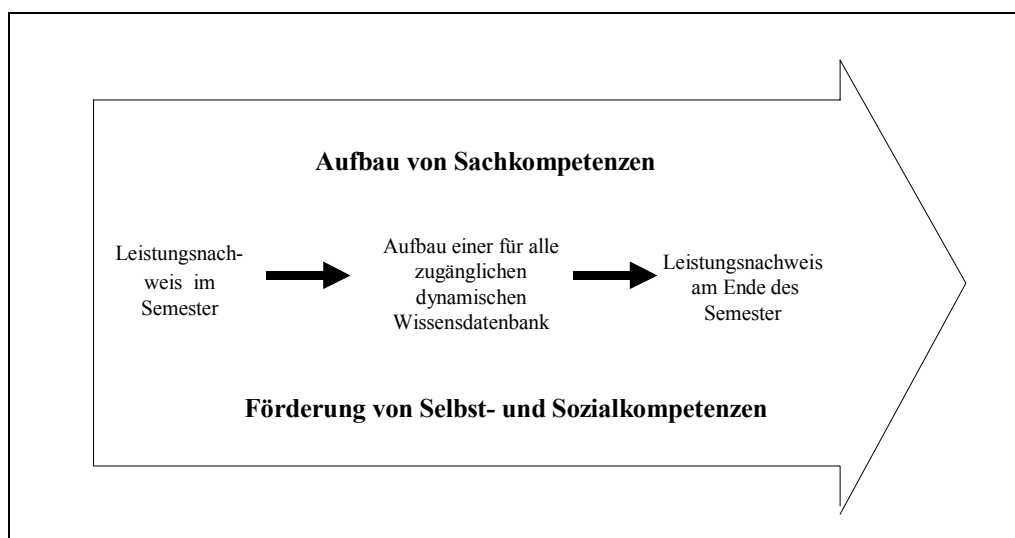 Aufbau von Sachkompetenzen
Leistungsnach-
weis im
Semester
Aufbau einer für alle
zugänglichen
dynamischen
Wissensdatenbank
Leistungsnachweis
am Ende des
Semester
Förderung von Selbst- und Sozialkompetenzen